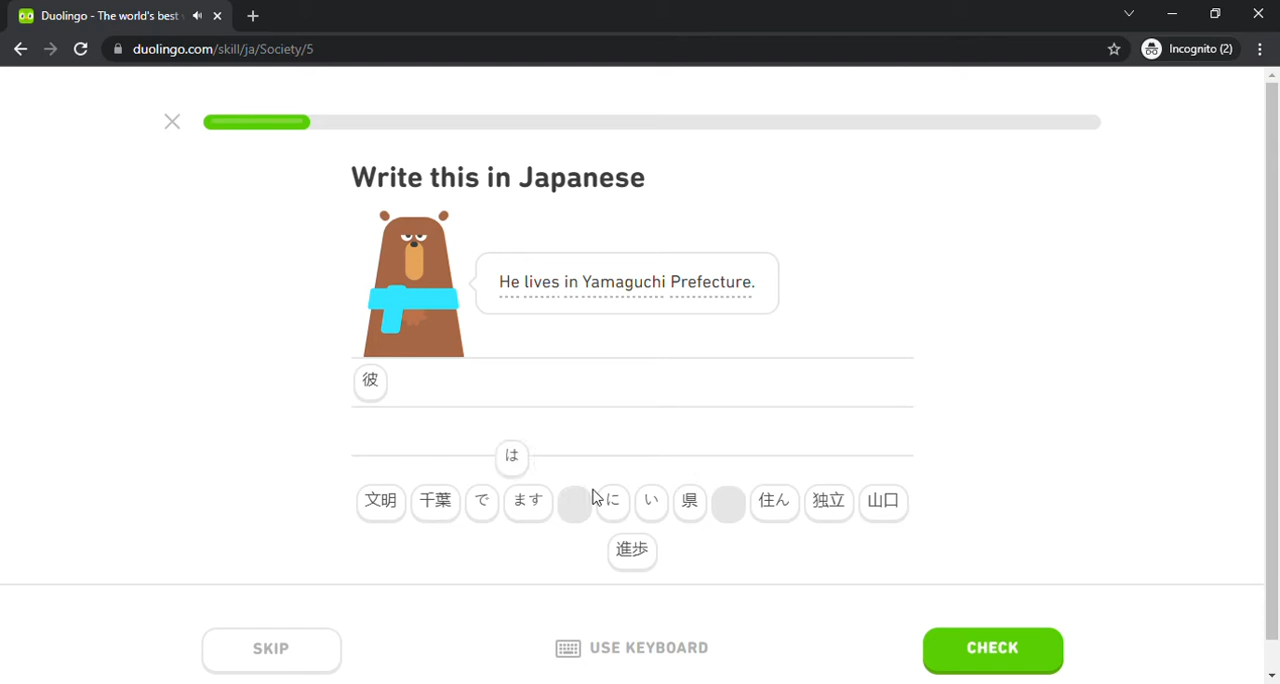 Duolingo - The world's best
duolingo.com/skill/ja/Society/5
Incognito (2)
Write this in Japanese
He lives in Yamaguchi Prefecture.
彼
は
文明 千葉 で ます に い 県 住ん 独立 山口
進歩
SKIP
USE KEYBOARD
CHECK